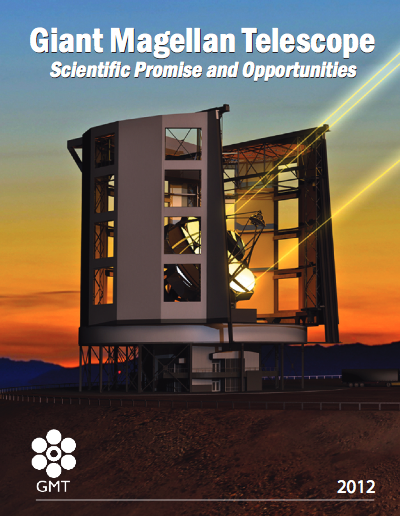 Giant Magellan Telescope
Scientific Promise and Opportunities
GMT
2012